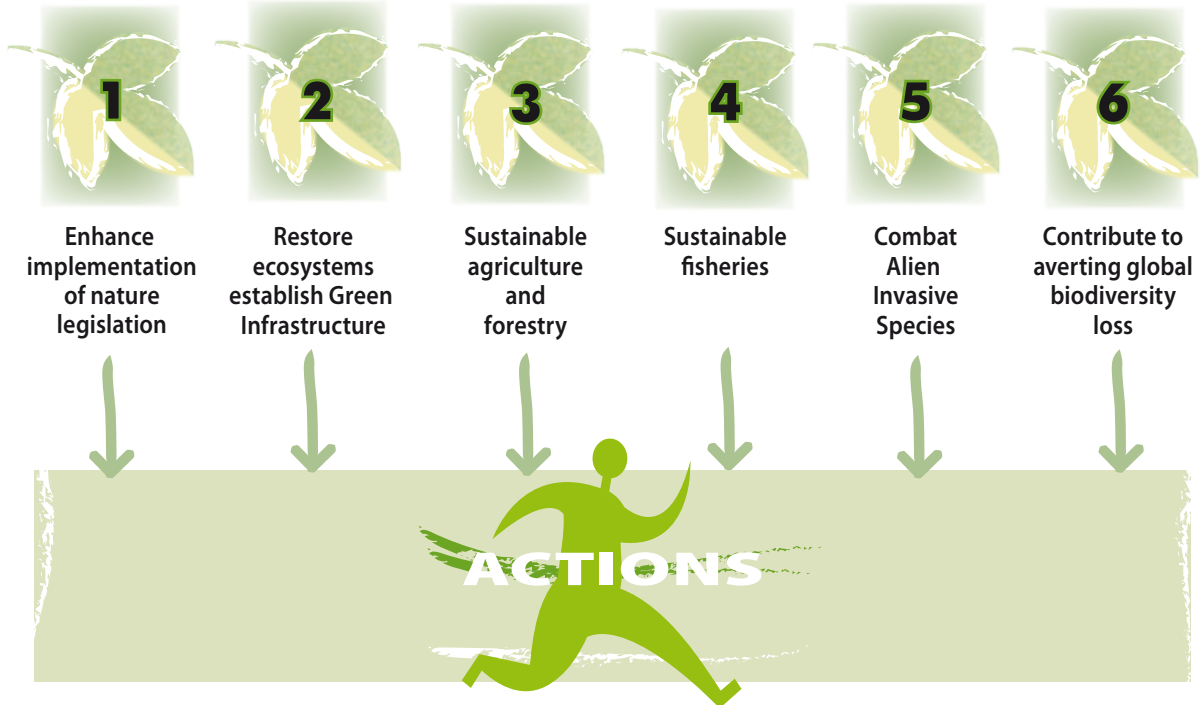 1
Enhance
implementation
of nature
legislation
2
Restore
ecosystems
establish Green
Infrastructure
3
Sustainable
agriculture
and
forestry
4
Sustainable
fisheries
5
Combat
Alien
Invasive
Species
6
Contribute to
averting global
biodiversity
loss
ACTIONS